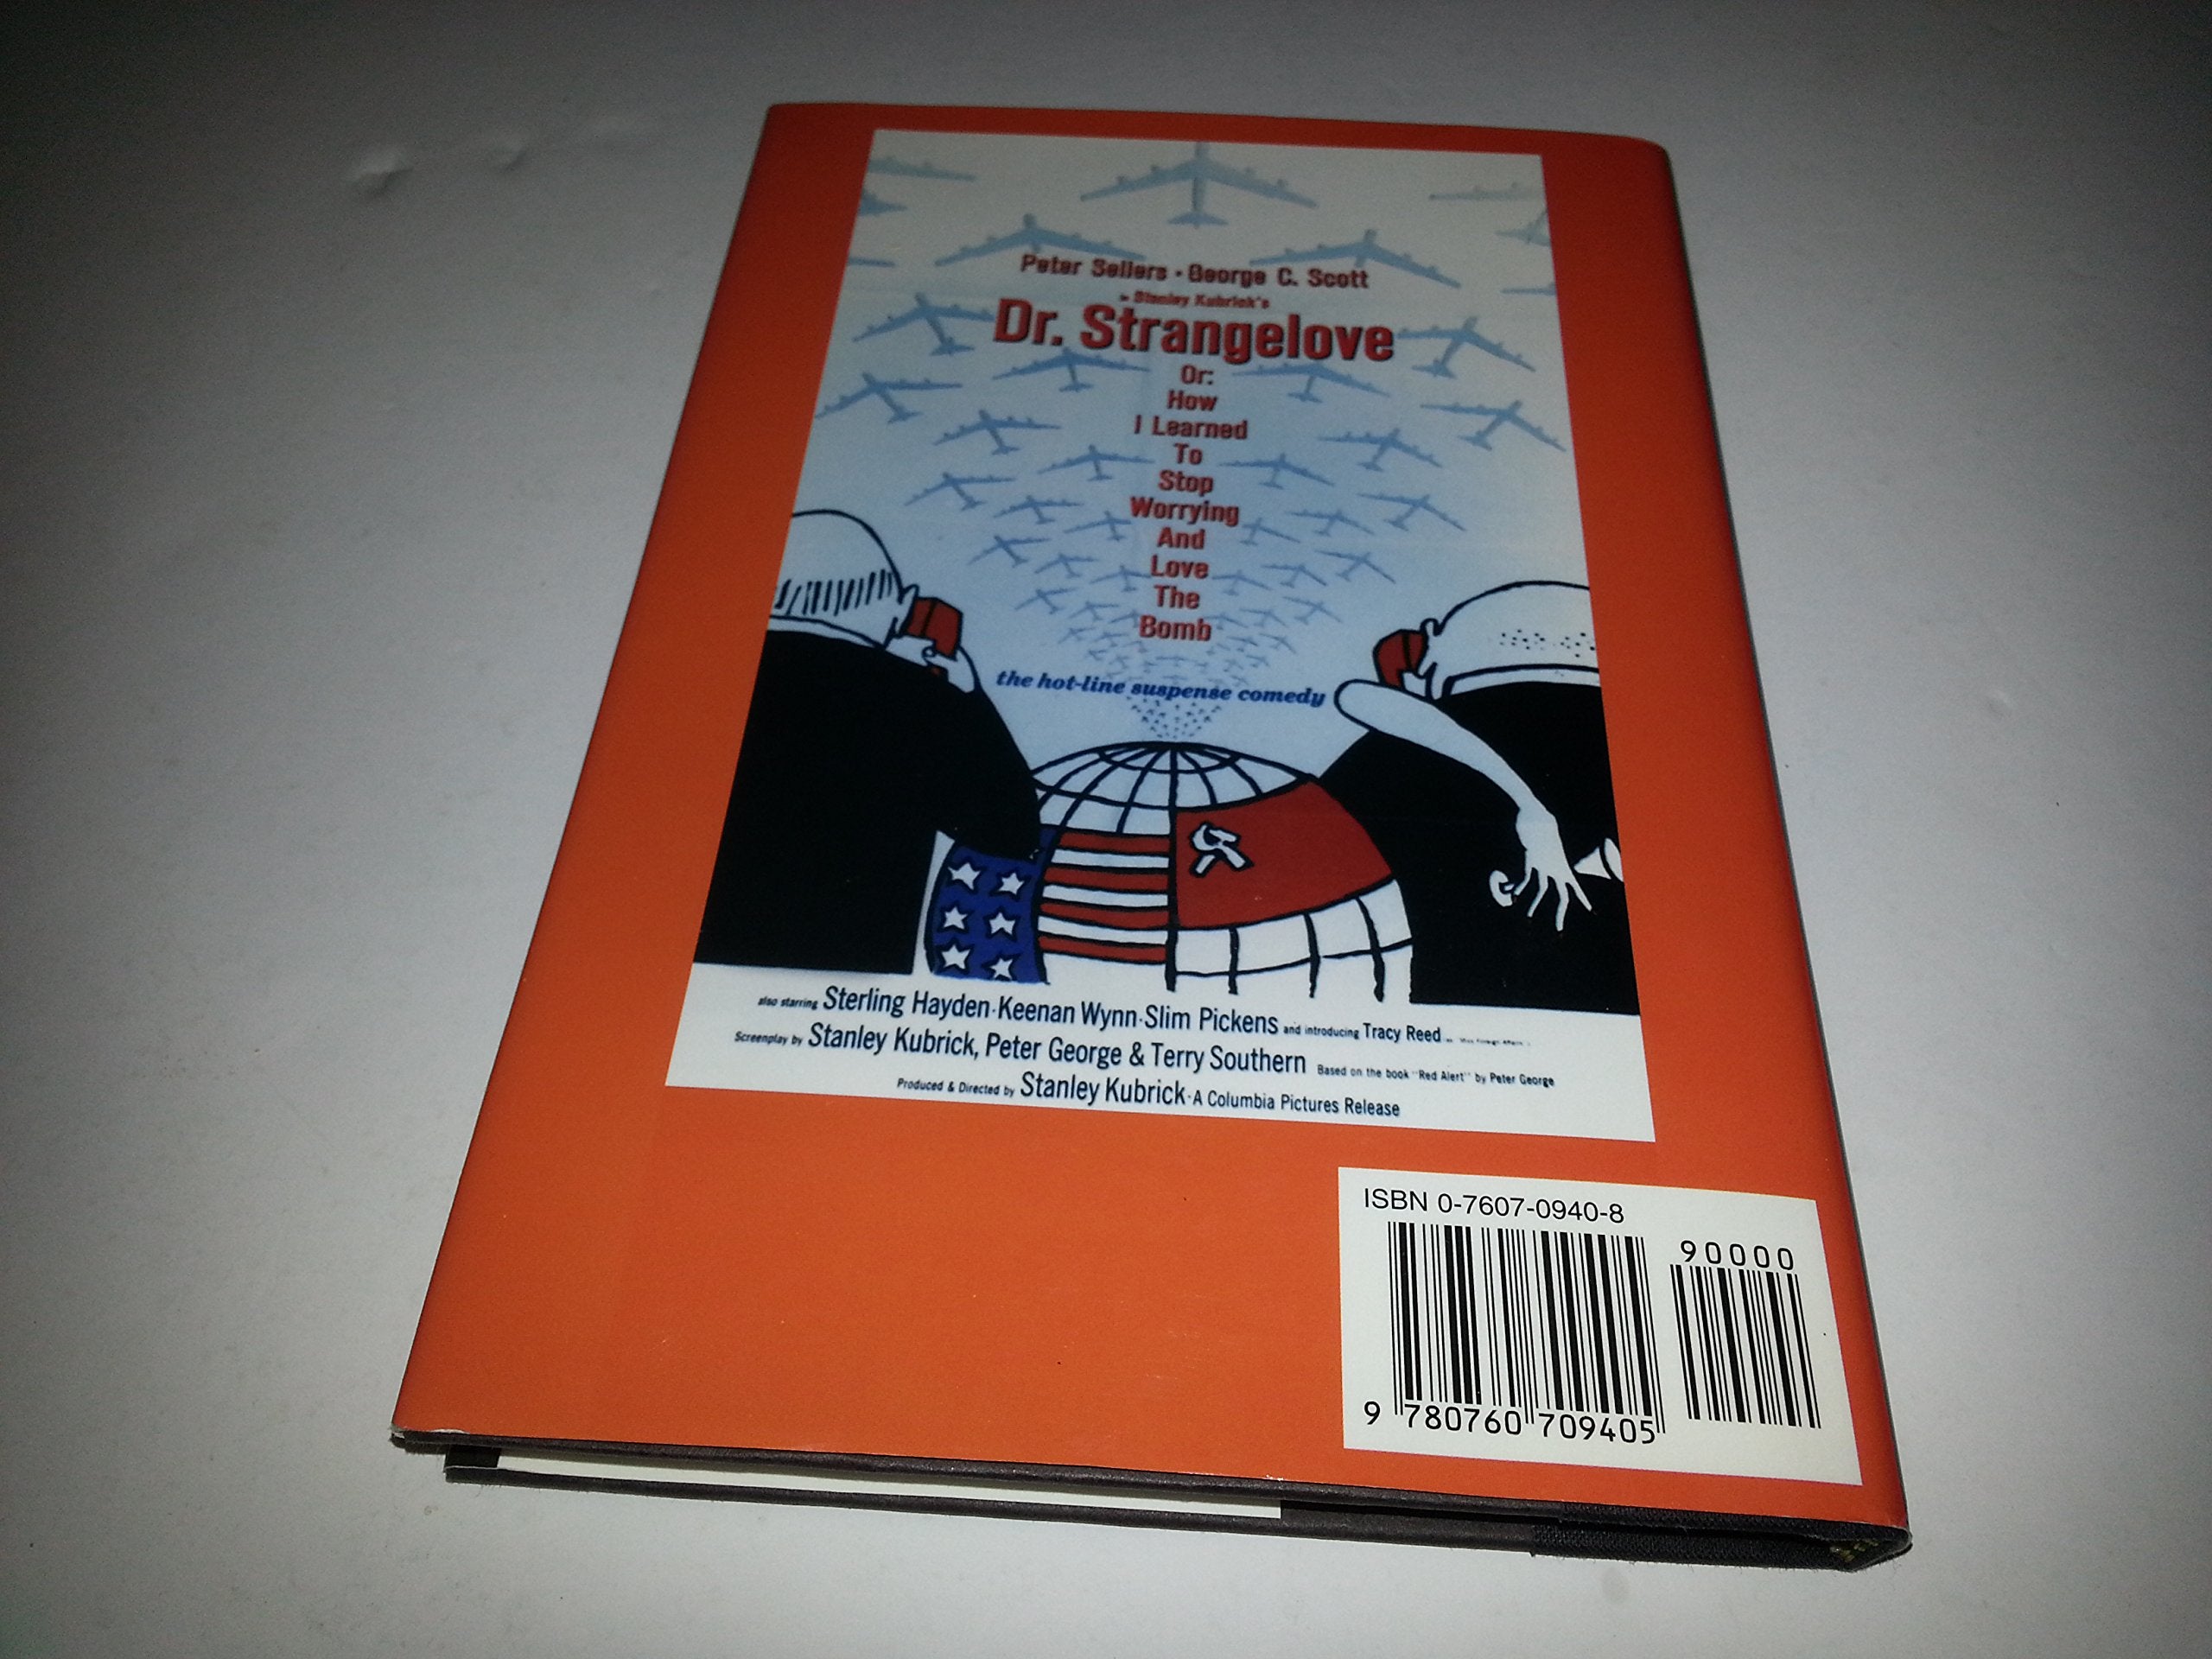 Peter Sellers · George C. Scott
in Stanley Kubrick's
Dr. Strangelove
Or:
How
I Learned
To
Stop
Worrying
And
Love
The
Bomb
the hot-line suspense comedy
also starring Sterling Hayden · Keenan Wynn · Slim Pickens and introducing Tracy Reed
Screenplay by Stanley Kubrick, Peter George & Terry Southern Based on the book "Red Alert" by Peter George
Produced & Directed by Stanley Kubrick · A Columbia Pictures Release
ISBN 0-7607-0940-8
90000
9 780760 709405